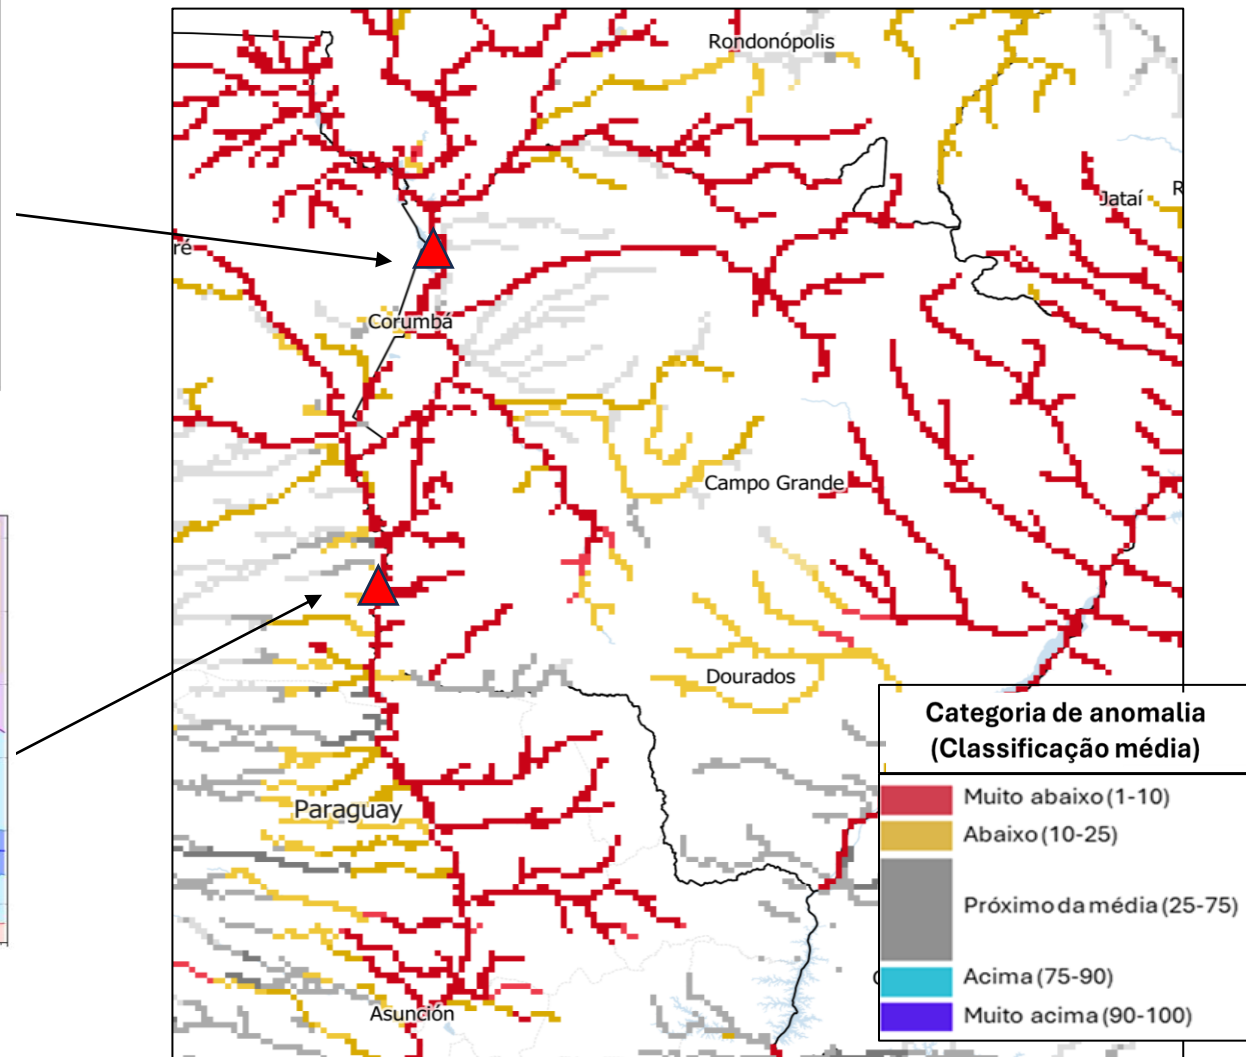 Rondonópolis
Jataí
R
ré
Corumbá
Campo Grande
Dourados
Paraguay
Asunción
Categoria de anomalia
(Classificação média)
Muito abaixo (1-10)
Abaixo (10-25)
Próximo da média (25-75)
Acima (75-90)
Muito acima (90-100)